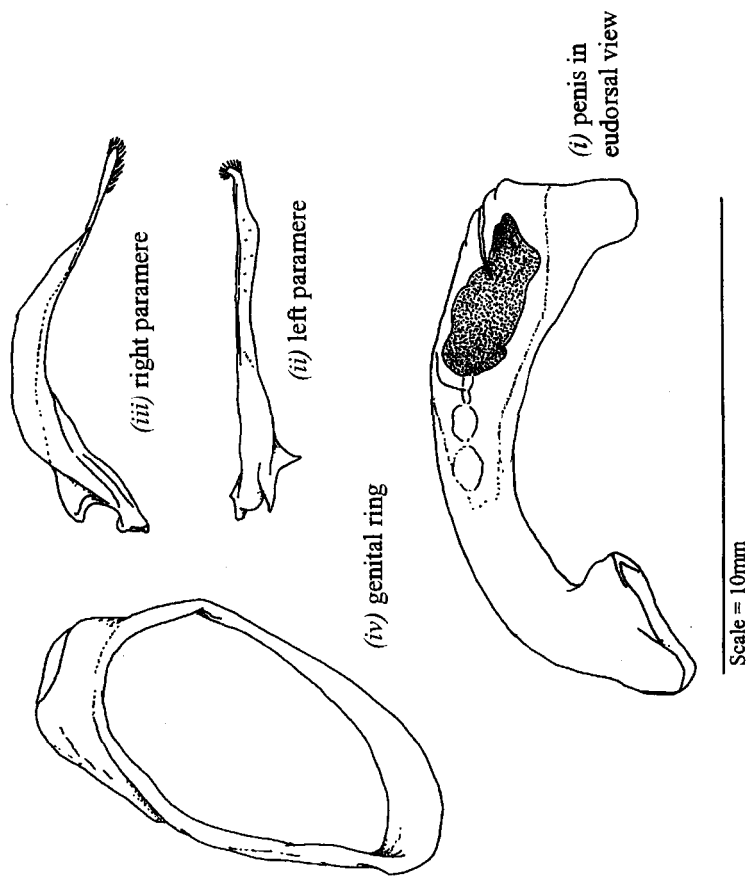 (iii) right paramere
(ii) left paramere
(iv) genital ring
(i) penis in
eudorsal view
Scale = 10mm